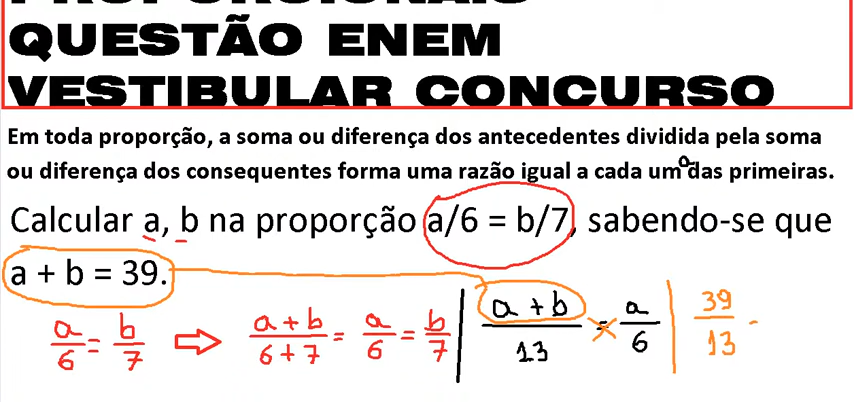 PROPORCIONAIS
QUESTÃO ENEM
VESTIBULAR CONCURSO
Em toda proporção, a soma ou diferença dos antecedentes dividida pela soma
ou diferença dos consequentes forma uma razão igual a cada uma das primeiras.
Calcular a, b na proporção a/6 = b/7, sabendo-se que
a + b = 39.
a/6 = b/7 ⇒ (a+b)/(6+7) = a/6 = b/7 | (a+b)/13 = a/6 | 39/13 -